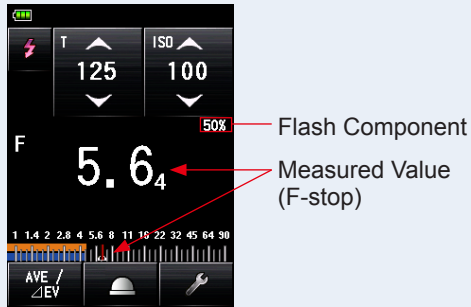 T
ISO
125
100
50%
Flash Component
F
5.6₄
Measured Value
(F-stop)
1 1.4 2 2.8 4 5.6 8 11 16 22 32 45 64 90
AVE /
⊿EV